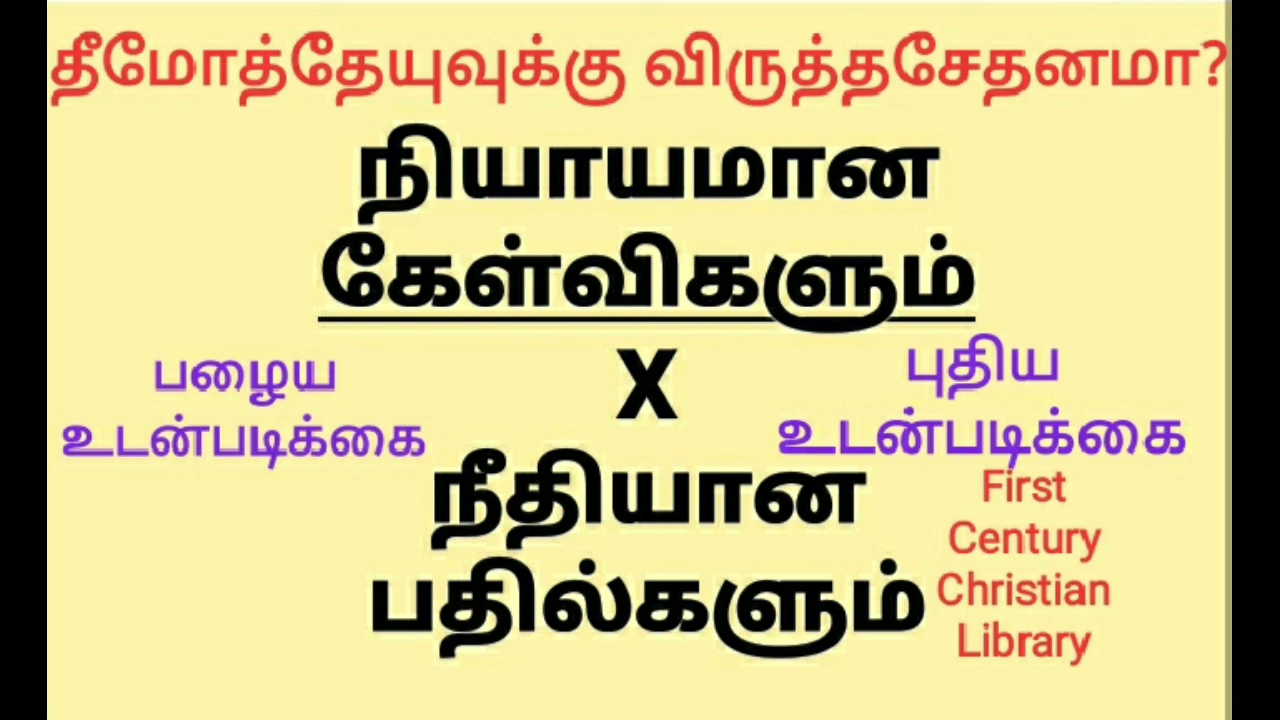 தீமோத்தேயுவுக்கு விருத்தசேதனமா?
நியாயமான
கேள்விகளும்
X
பழைய
உடன்படிக்கை
புதிய
உடன்படிக்கை
நீதியான
பதில்களும்
First
Century
Christian
Library